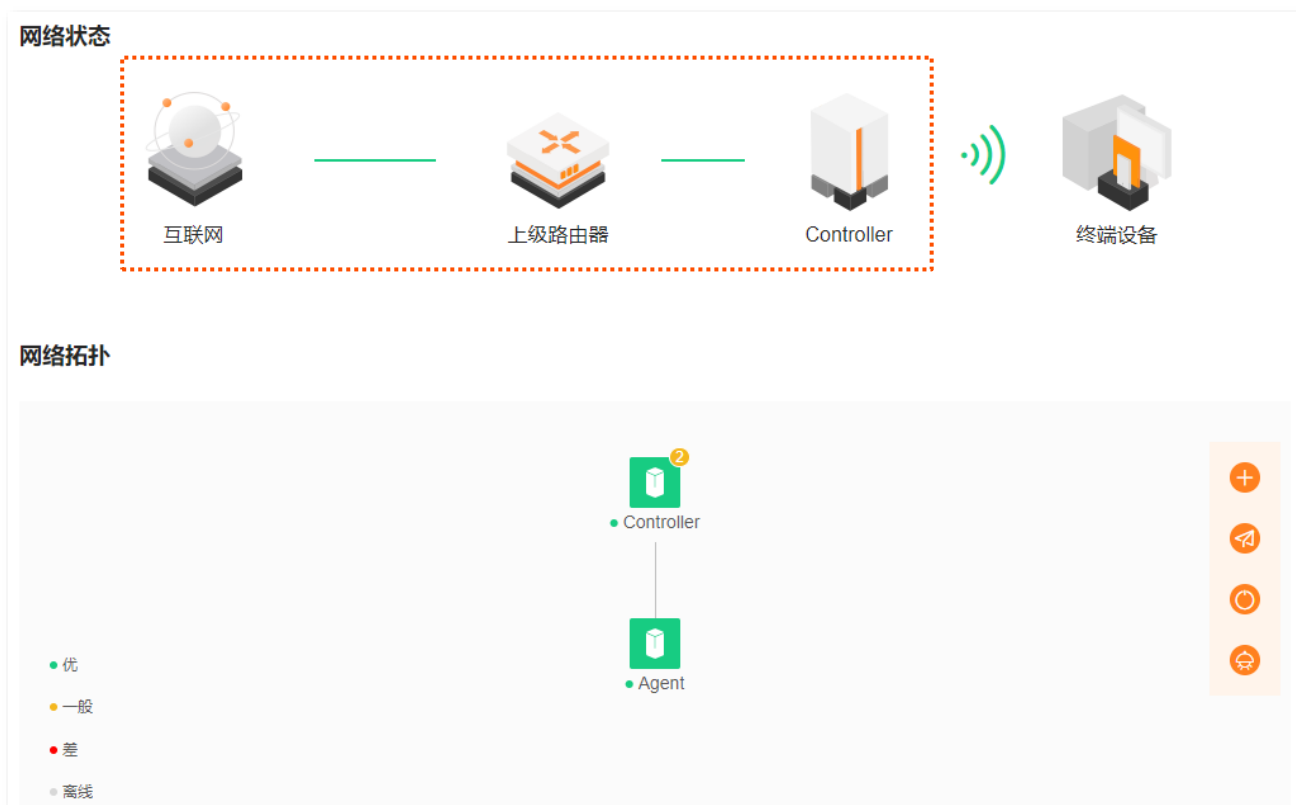 网络状态
互联网
上级路由器
Controller
终端设备
网络拓扑
2
Controller
Agent
优
一般
差
离线